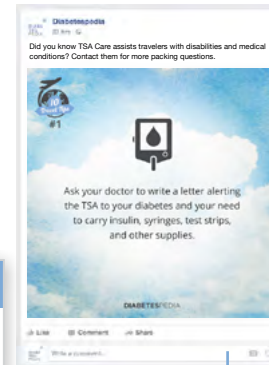 Diabetespedia
Did you know TSA Care assists travelers with disabilities and medical
conditions? Contact them for more packing questions.
10
#1
Ask your doctor to write a letter alerting
the TSA to your diabetes and your need
to carry insulin, syringes, test strips,
and other supplies.
DIABETESPEDIA
Like Comment Share
Write a comment...